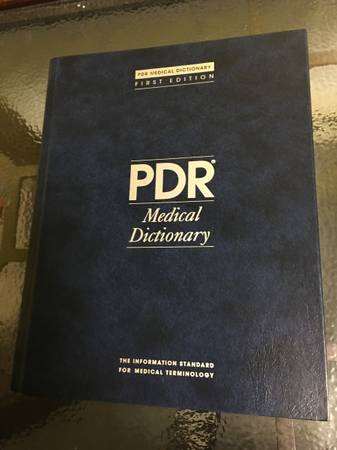 PDR MEDICAL DICTIONARY
FIRST EDITION
PDR®
Medical
Dictionary
THE INFORMATION STANDARD
FOR MEDICAL TERMINOLOGY